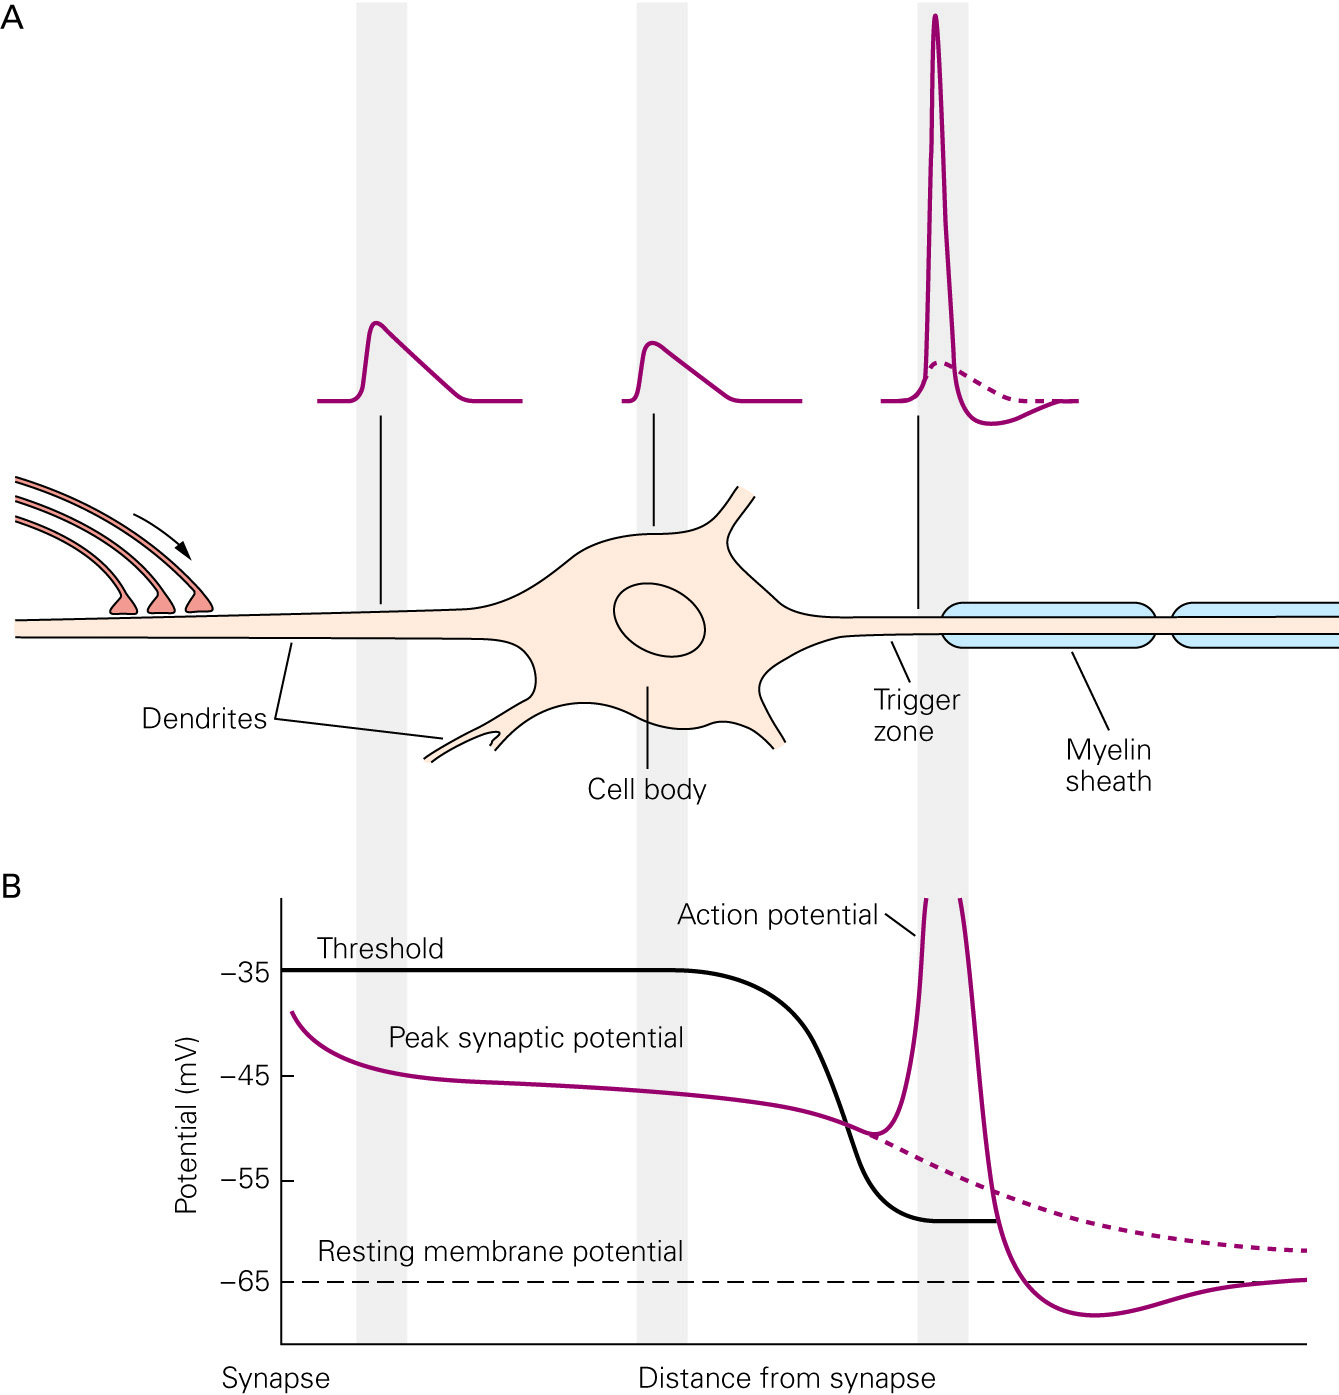 A
Dendrites
Cell body
Trigger
zone
Myelin
sheath
B
Action potential
Threshold
–35
Peak synaptic potential
–45
Potential (mV)
–55
Resting membrane potential
–65
Synapse
Distance from synapse